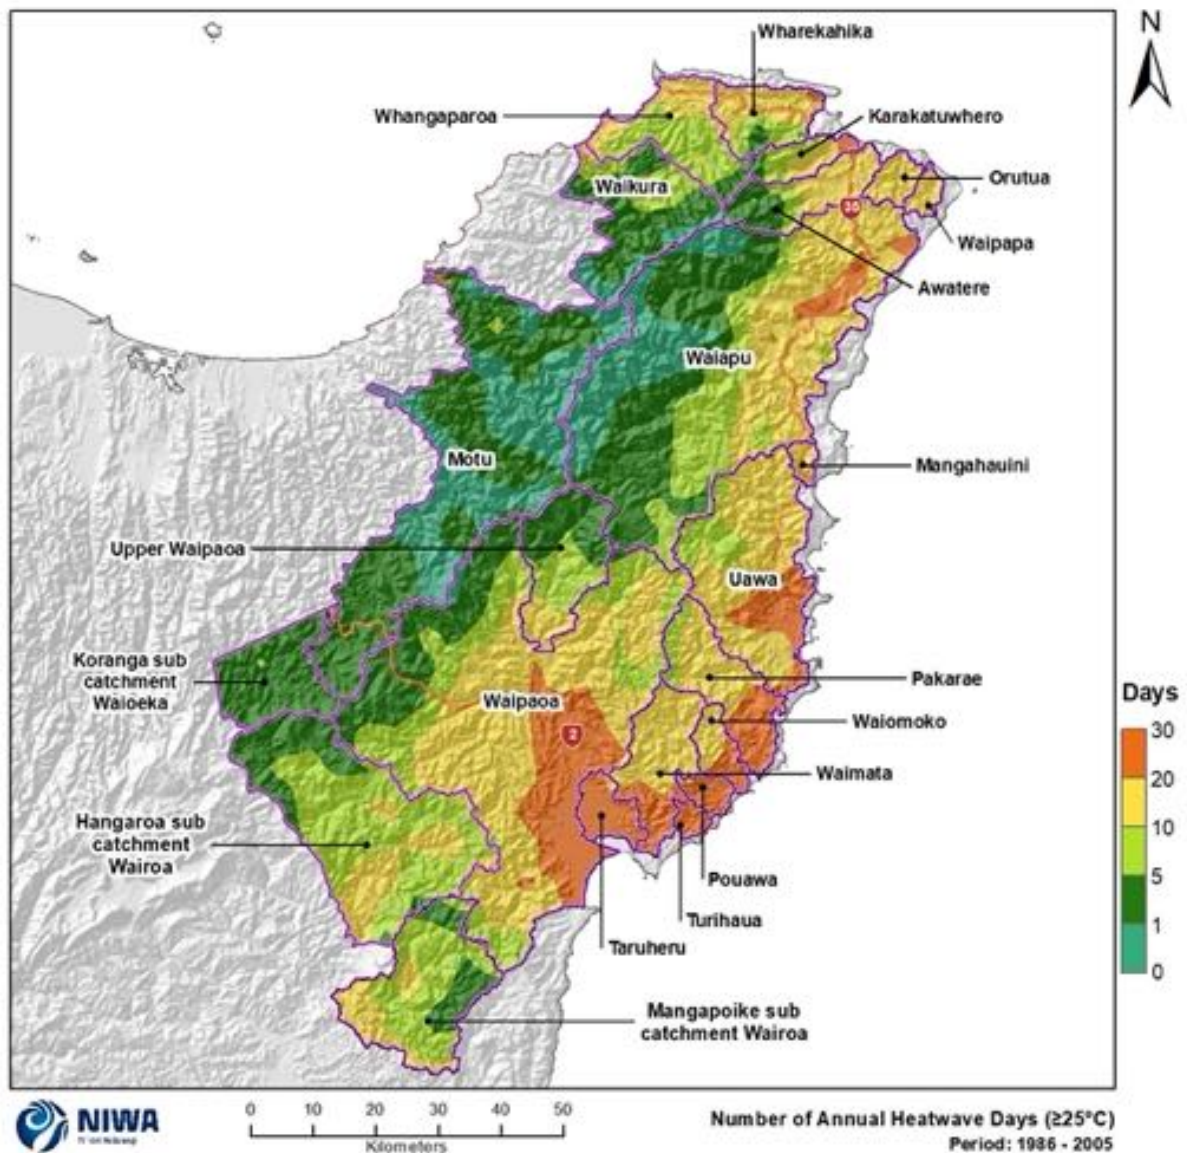 N
Wharekahika
Whangaparoa
Karakatuwhero
Waikura
Orutua
35
Waipapa
Awatere
Waiapu
Motu
Mangahauini
Upper Waipaoa
Uawa
Koranga sub
catchment
Waioeka
Pakarae
Waipaoa
Days
Waiomoko
30
2
Waimata
20
Hangaroa sub
catchment
Wairoa
10
Pouawa
5
Turihaua
1
Taruheru
0
Mangapoike sub
catchment Wairoa
NIWA
0 10 20 30 40 50
Kilometers
Number of Annual Heatwave Days (≥25°C)
Period: 1986 - 2005